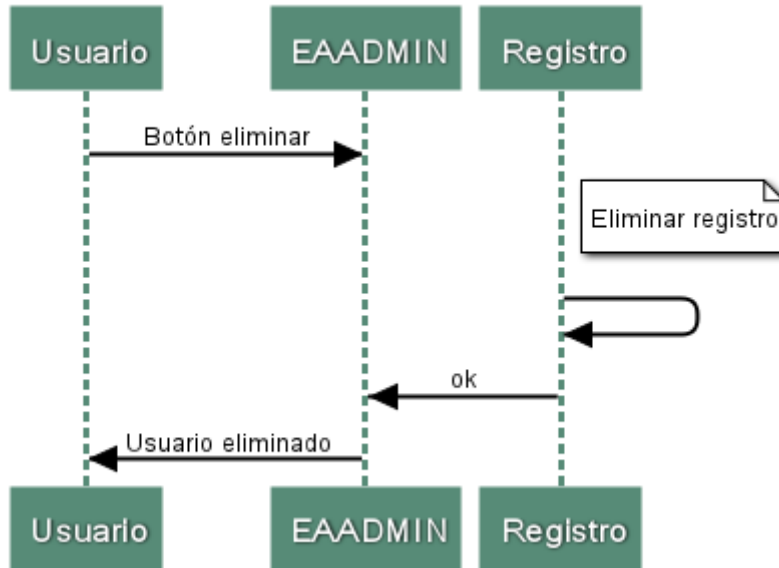 Usuario
EAADMIN
Registro
Botón eliminar
Eliminar registro
ok
Usuario eliminado
Usuario
EAADMIN
Registro